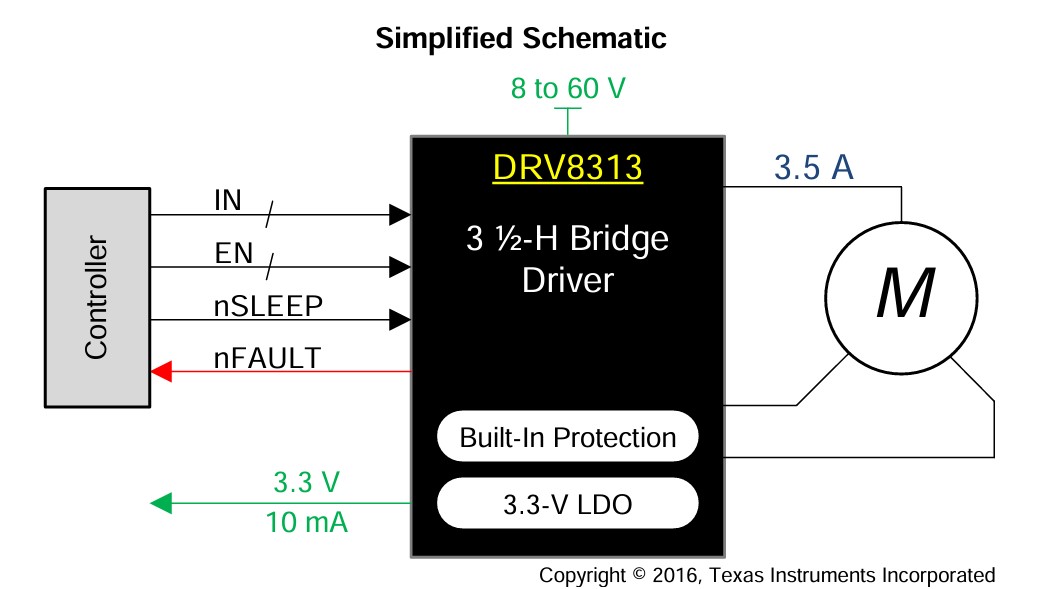 Simplified Schematic
8 to 60 V
DRV8313
3 ½-H Bridge
Driver
3.5 A
M
Controller
IN
EN
nSLEEP
nFAULT
Built-In Protection
3.3 V
10 mA
3.3-V LDO
Copyright © 2016, Texas Instruments Incorporated